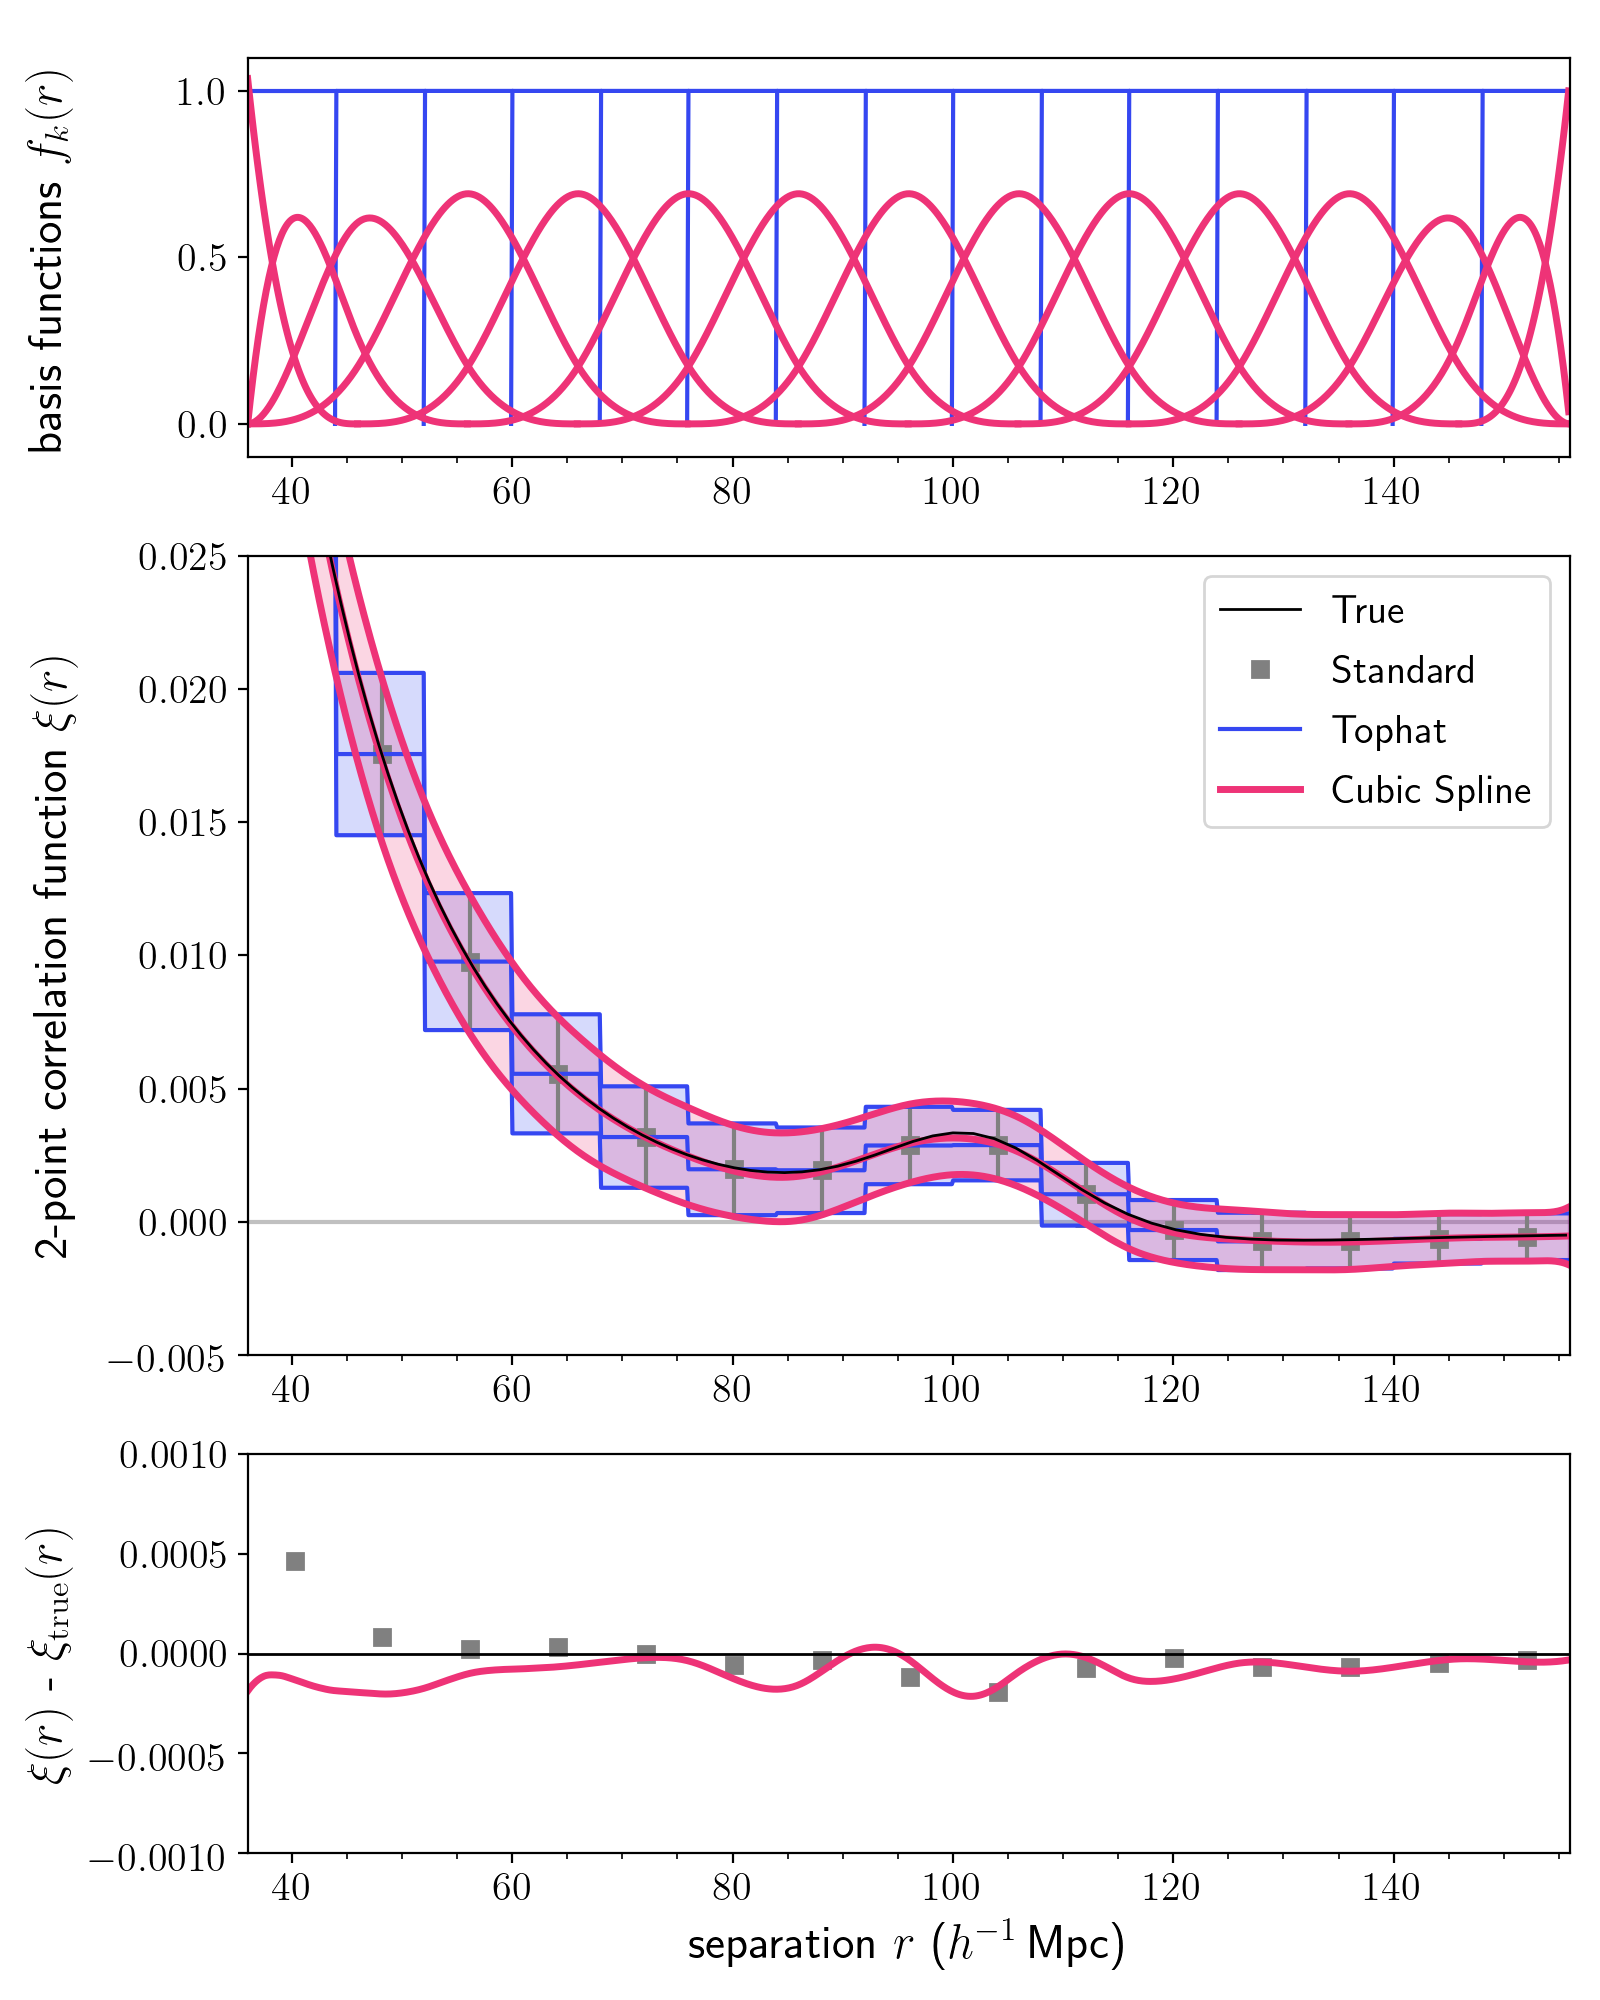 basis functions f_k(r)
1.0
0.5
0.0
40 60 80 100 120 140
2-point correlation function ξ(r)
0.025
0.020
0.015
0.010
0.005
0.000
−0.005
True
Standard
Tophat
Cubic Spline
40 60 80 100 120 140
ξ(r) - ξ_true(r)
0.0010
0.0005
0.0000
−0.0005
−0.0010
40 60 80 100 120 140
separation r (h⁻¹ Mpc)